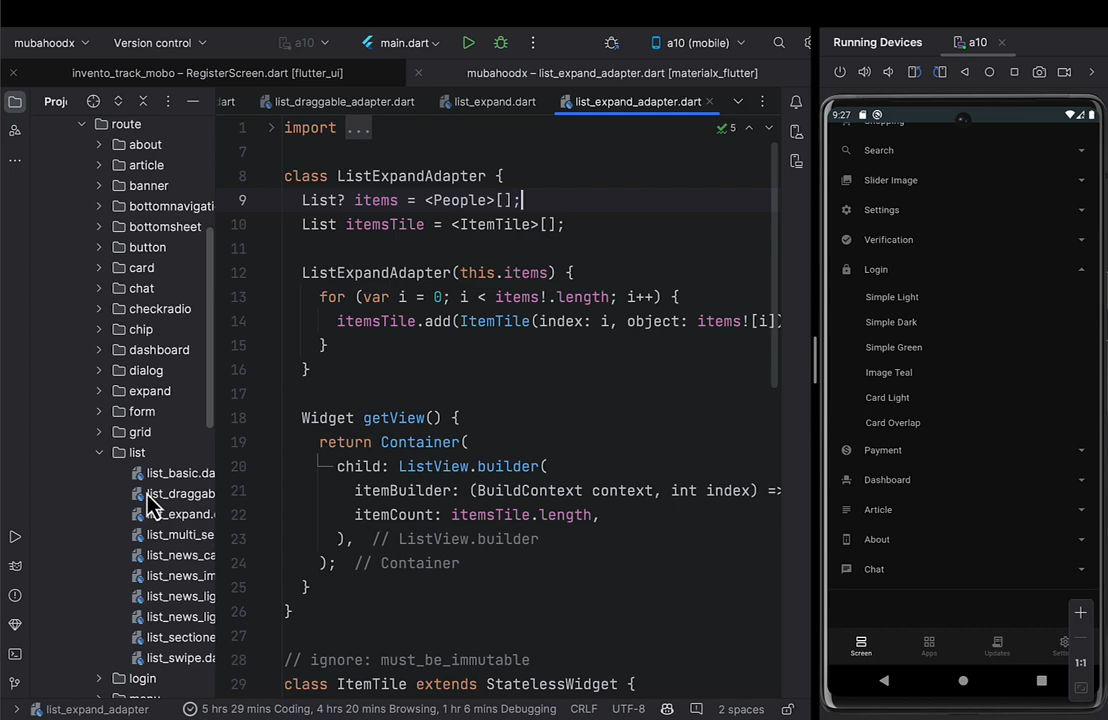 mubahoodx
Version control
a10
main.dart
a10 (mobile)
Running Devices
a10
invento_track_mobo – RegisterScreen.dart [flutter_ui]
mubahoodx – list_expand_adapter.dart [materialx_flutter]
Proj
dart
list_draggable_adapter.dart
list_expand.dart
list_expand_adapter.dart
route
about
article
banner
bottomnavigati
bottomsheet
button
card
chat
checkradio
chip
dashboard
dialog
expand
form
grid
list
list_basic.da
list_draggab
list_expand.
list_multi_se
list_news_ca
list_news_im
list_news_lig
list_news_lig
list_sectione
list_swipe.da
login
1 import ...
5
7
8 class ListExpandAdapter {
9 List? items = <People>[];
10 List itemsTile = <ItemTile>[];
11
12 ListExpandAdapter(this.items) {
13 for (var i = 0; i < items!.length; i++) {
14 itemsTile.add(ItemTile(index: i, object: items![i])
15 }
16 }
17
18 Widget getView() {
19 return Container(
20 child: ListView.builder(
21 itemBuilder: (BuildContext context, int index) =>
22 itemCount: itemsTile.length,
23 ), // ListView.builder
24 ); // Container
25 }
26 }
27
28 // ignore: must_be_immutable
29 class ItemTile extends StatelessWidget {
9:27
Search
Slider Image
Settings
Verification
Login
Simple Light
Simple Dark
Simple Green
Image Teal
Card Light
Card Overlap
Payment
Dashboard
Article
About
Chat
Screen
Apps
Updates
1:1
list_expand_adapter
5 hrs 29 mins Coding, 4 hrs 20 mins Browsing, 1 hr 6 mins Debugging
CRLF
UTF-8
2 spaces